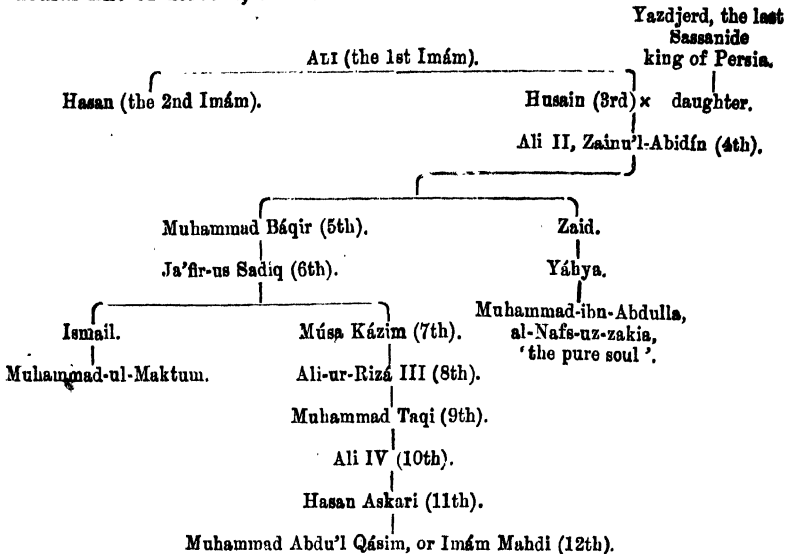 Yazdjerd, the last
Sassanide
ALI (the 1st Imám). king of Persia.
Hasan (the 2nd Imám). Husain (3rd) × daughter.
Ali II, Zainu'l-Abidín (4th).
Muhammad Báqir (5th). Zaid.
Ja'fir-us Sadiq (6th). Yáhya.
Muhammad-ibn-Abdulla,
Ismail. Músa Kázim (7th). al-Nafs-uz-zakia,
'the pure soul'.
Muhammad-ul-Maktum. Ali-ur-Rizá III (8th).
Muhammad Taqi (9th).
Ali IV (10th).
Hasan Askari (11th).
Muhammad Abdu'l Qásim, or Imám Mahdi (12th).